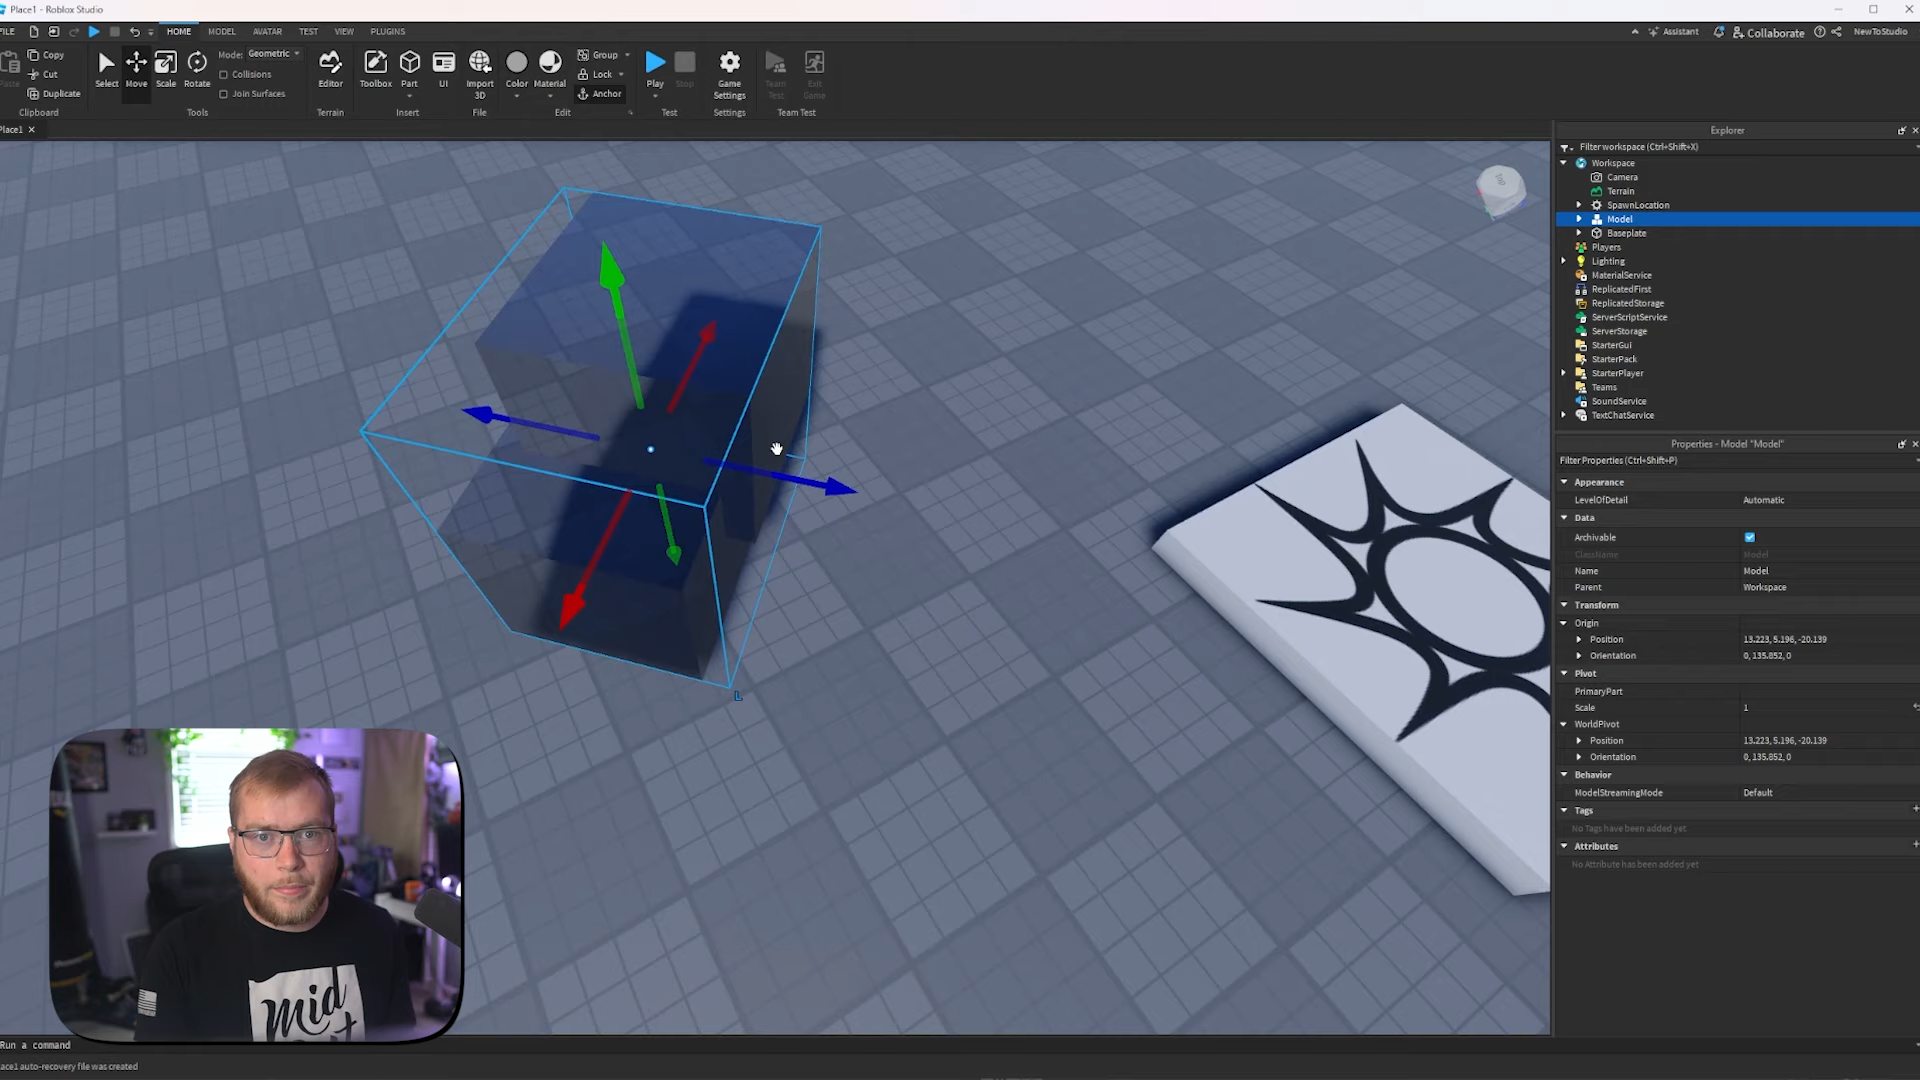 Place1 - Roblox Studio
FILE HOME MODEL AVATAR TEST VIEW PLUGINS Assistant Collaborate NewToStudio
Paste Copy Cut Duplicate
Clipboard
Select Move Scale Rotate
Mode: Geometric
Collisions
Join Surfaces
Tools
Editor
Terrain
Toolbox Part UI
Insert
Import 3D
File
Color Material
Group
Lock
Anchor
Edit
Play Stop
Test
Game Settings
Settings
Team Test Exit Game
Team Test
Place1
Top
L
Explorer
Filter workspace (Ctrl+Shift+X)
Workspace
Camera
Terrain
SpawnLocation
Model
Baseplate
Players
Lighting
MaterialService
ReplicatedFirst
ReplicatedStorage
ServerScriptService
ServerStorage
StarterGui
StarterPack
StarterPlayer
Teams
SoundService
TextChatService
Properties - Model "Model"
Filter Properties (Ctrl+Shift+P)
Appearance
LevelOfDetail Automatic
Data
Archivable
ClassName Model
Name Model
Parent Workspace
Transform
Origin
Position 13.223, 5.196, -20.139
Orientation 0, 135.852, 0
Pivot
PrimaryPart
Scale 1
WorldPivot
Position 13.223, 5.196, -20.139
Orientation 0, 135.852, 0
Behavior
ModelStreamingMode Default
Tags
No Tags have been added yet
Attributes
No Attribute has been added yet
Mid
Run a command
ace1 auto-recovery file was created